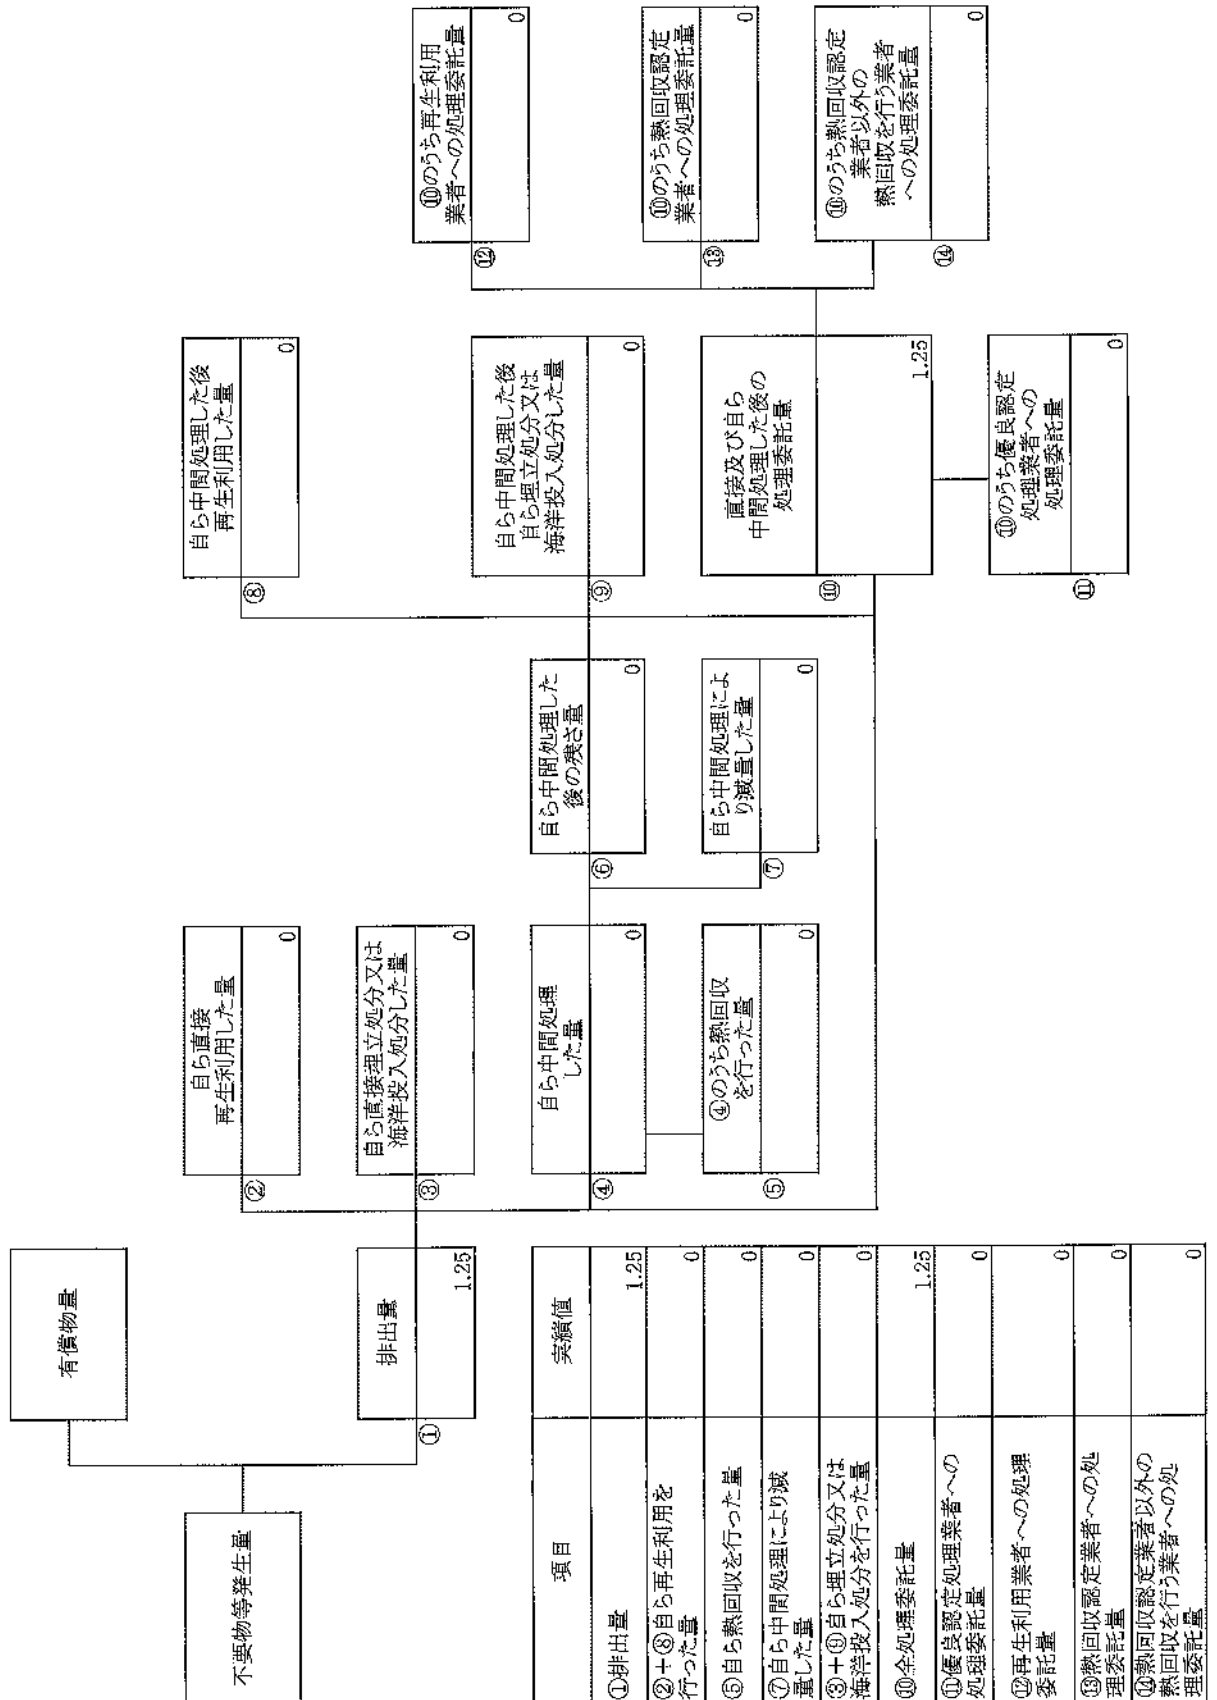 不要物等発生量
有償物量
①
排出量
1.25
②
自ら直接
再生利用した量
0
③
自ら直接埋立処分又は
海洋投入処分した量
0
④
自ら中間処理
した量
0
⑤
④のうち熱回収
を行った量
0
⑥
自ら中間処理した
後の残さ量
0
⑦
自ら中間処理によ
り減量した量
0
⑧
自ら中間処理した後
再生利用した量
0
⑨
自ら中間処理した後
自ら埋立処分又は
海洋投入処分した量
0
⑩
直接及び自ら
中間処理した後の
処理委託量
1.25
⑪
⑩のうち優良認定
処理業者への
処理委託量
0
⑫
⑩のうち再生利用
業者への処理委託量
0
⑬
⑩のうち熱回収認定
業者への処理委託量
0
⑭
⑩のうち熱回収認定
業者以外の
熱回収を行う業者
への処理委託量
0
項目
実績値
①排出量
1.25
②+⑧自ら再生利用を
行った量
0
⑤自ら熱回収を行った量
0
⑦自ら中間処理により減
量した量
0
③+⑨自ら埋立処分又は
海洋投入処分を行った量
0
⑩全処理委託量
1.25
⑪優良認定処理業者への
処理委託量
0
⑫再生利用業者への処理
委託量
0
⑬熱回収認定業者への処
理委託量
0
⑭熱回収認定業者以外の
熱回収を行う業者への処
理委託量
0